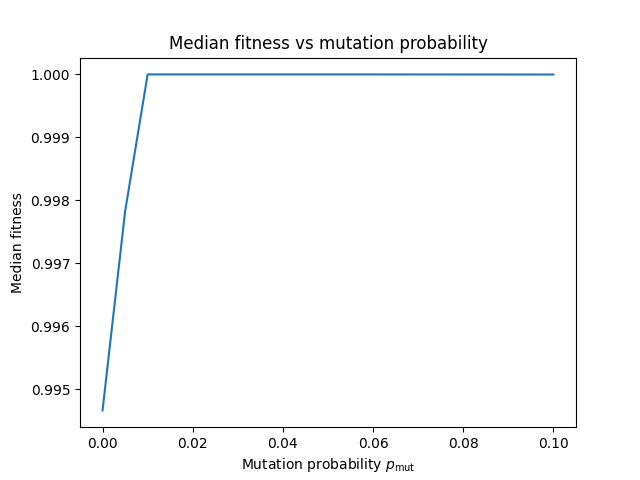 Median fitness vs mutation probability
Median fitness
1.000
0.999
0.998
0.997
0.996
0.995
0.00 0.02 0.04 0.06 0.08 0.10
Mutation probability p_mut